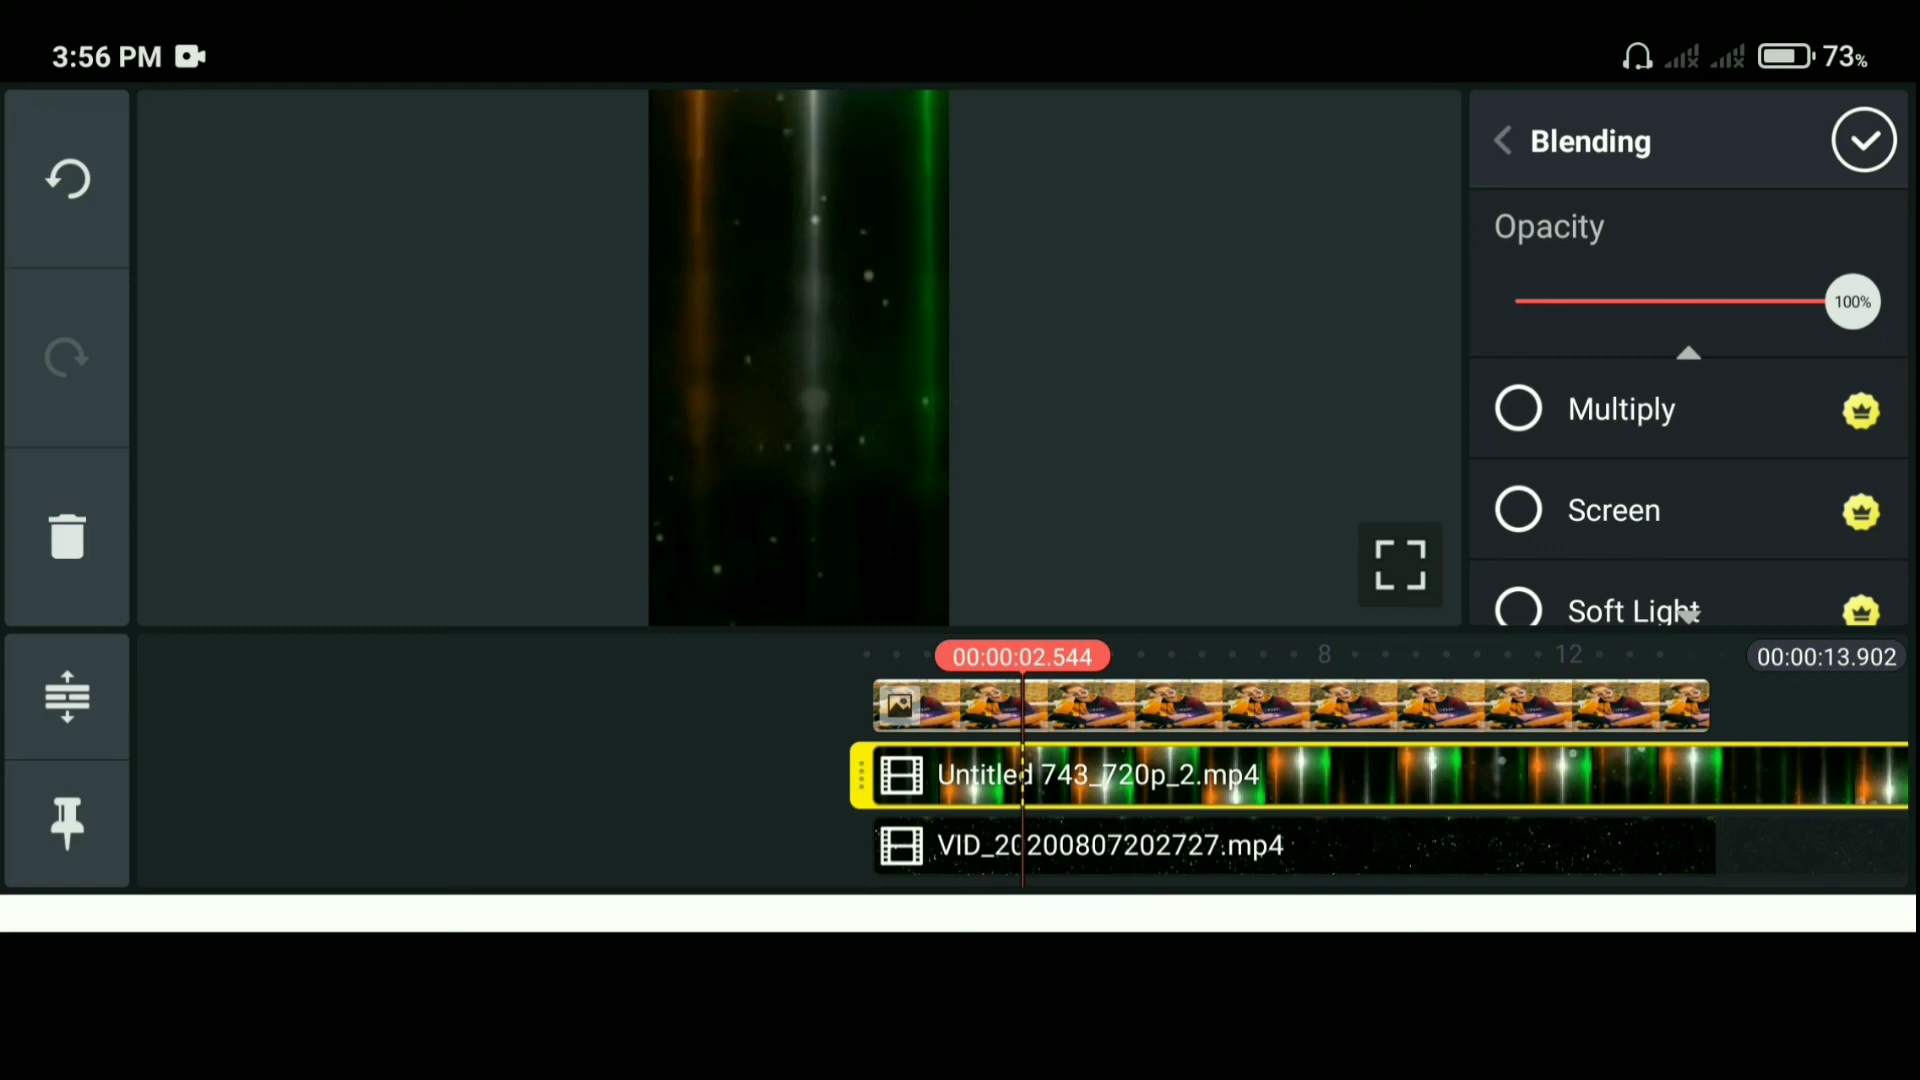 3:56 PM
73%
Blending
Opacity
100%
Multiply
Screen
Soft Light
00:00:02.544
8
12
00:00:13.902
Untitled 743_720p_2.mp4
VID_20200807202727.mp4